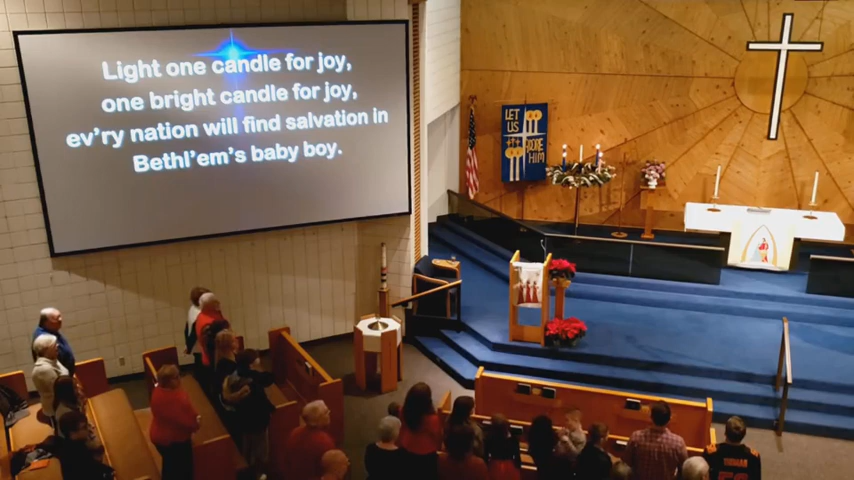 Light one candle for joy,
one bright candle for joy,
ev'ry nation will find salvation in
Bethl'em's baby boy.
LET
US
ADORE
HIM